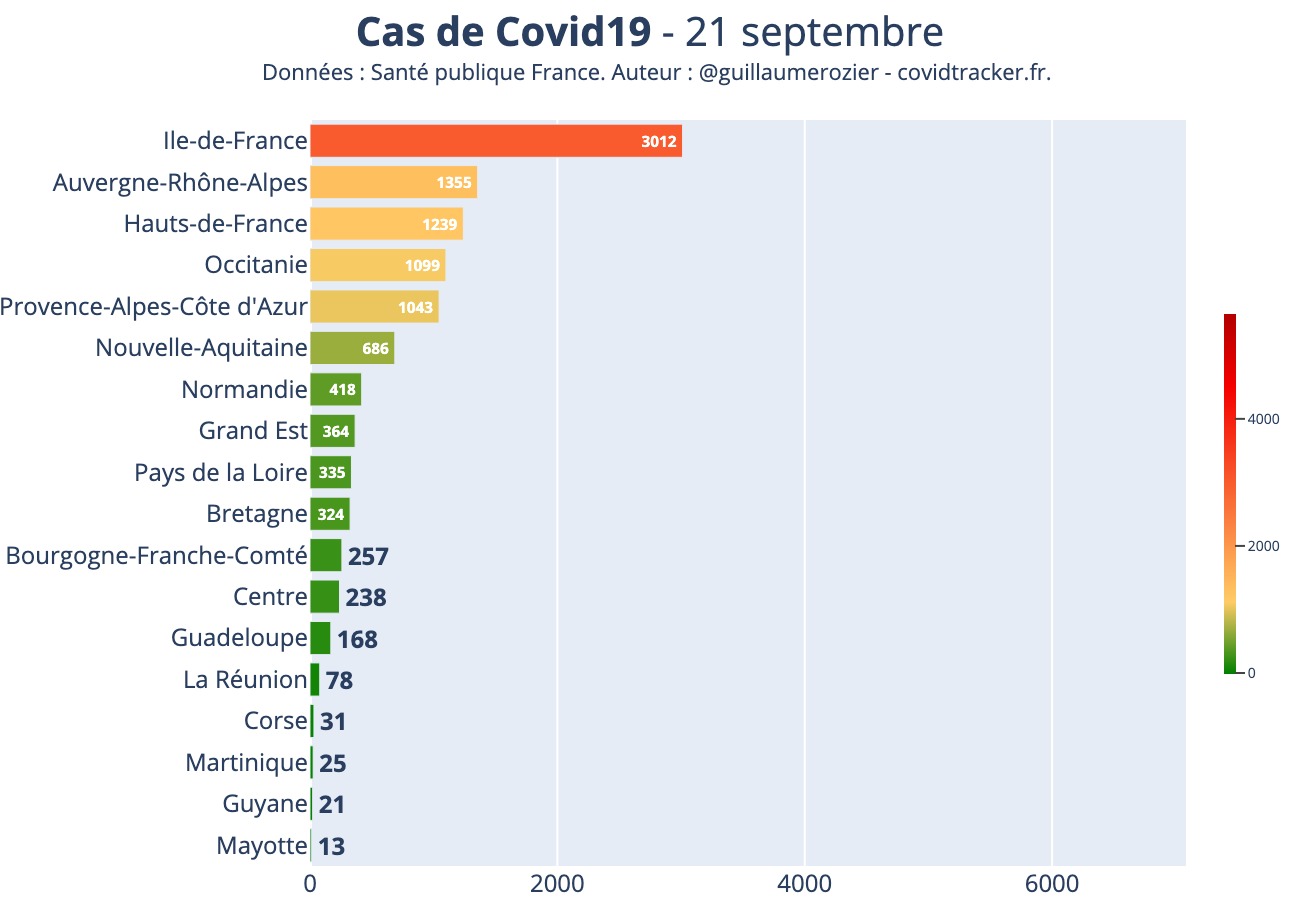 Cas de Covid19 - 21 septembre
Données : Santé publique France. Auteur : @guillaumerozier - covidtracker.fr.
Ile-de-France 3012
Auvergne-Rhône-Alpes 1355
Hauts-de-France 1239
Occitanie 1099
Provence-Alpes-Côte d'Azur 1043
Nouvelle-Aquitaine 686
Normandie 418
Grand Est 364
Pays de la Loire 335
Bretagne 324
Bourgogne-Franche-Comté 257
Centre 238
Guadeloupe 168
La Réunion 78
Corse 31
Martinique 25
Guyane 21
Mayotte 13
0 2000 4000 6000
4000
2000
0